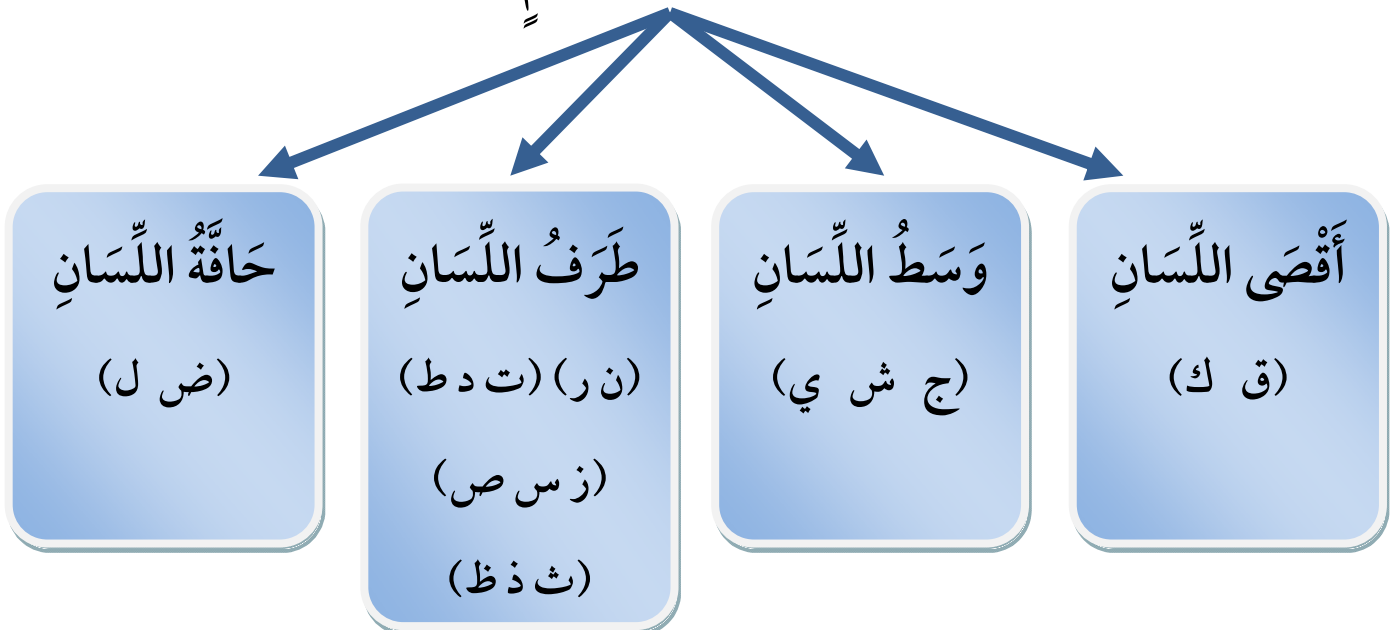 أَقْصَى اللِّسَانِ
(ق ك)
وَسَطُ اللِّسَانِ
(ج ش ي)
طَرَفُ اللِّسَانِ
(ن ر) (ت د ط)
(ز س ص)
(ث ذ ظ)
حَافَّةُ اللِّسَانِ
(ض ل)